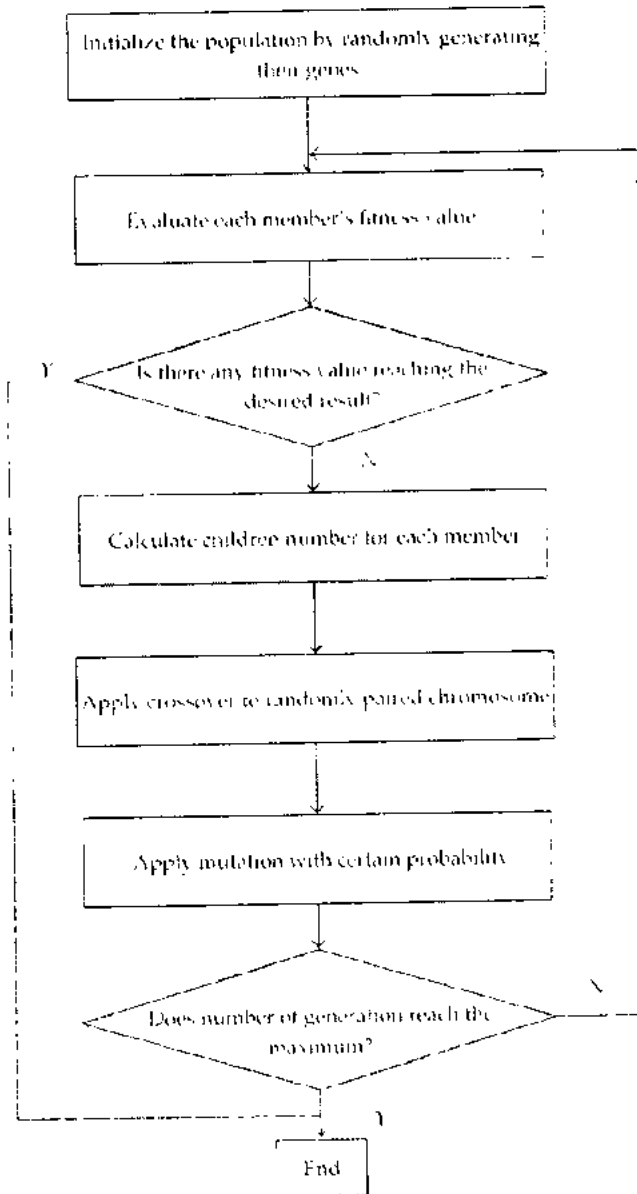 Initialize the population by randomly generating
their genes
Evaluate each member's fitness value
Y
Is there any fitness value reaching the
desired result?
N
Calculate children number for each member
Apply crossover to randomly paired chromosome
Apply mutation with certain probability
N
Does number of generation reach the
maximum?
Y
End